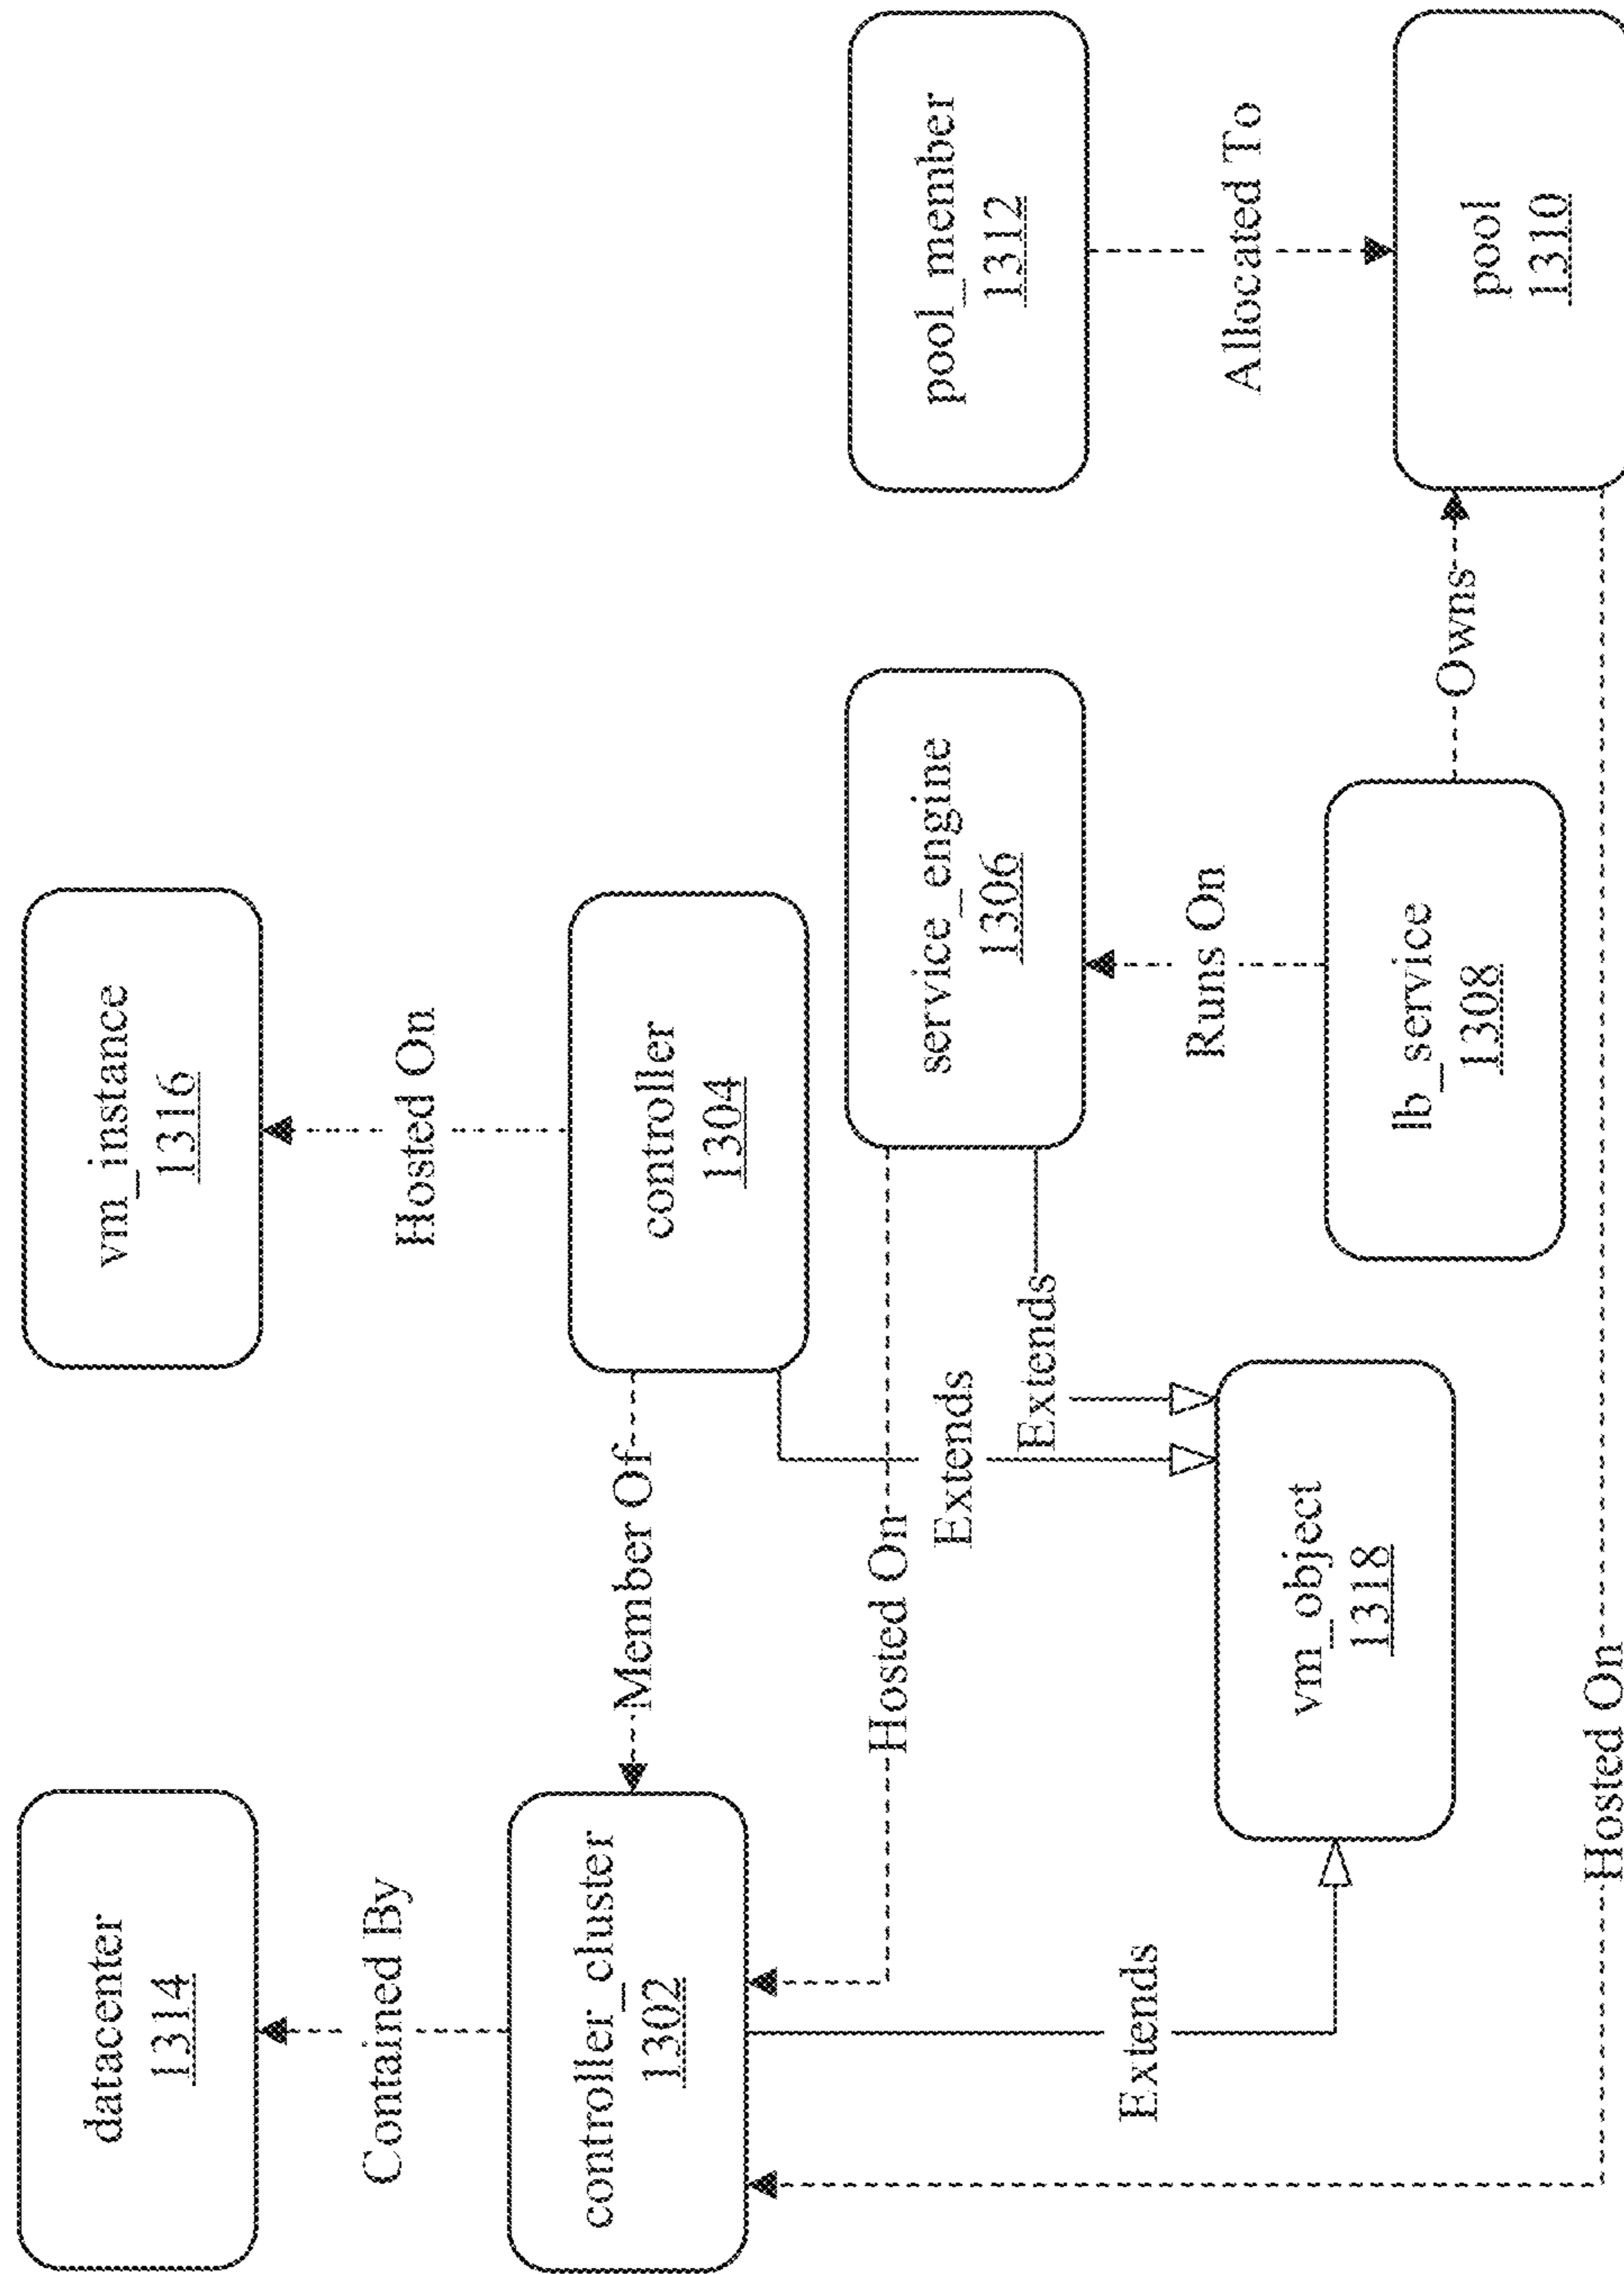 datacenter
1314
vm_instance
1316
Contained By
Hosted On
controller_cluster
1302
Member Of
controller
1304
Hosted On
Extends
Extends
service_engine
1306
pool_member
1312
Extends
Runs On
Allocated To
vm_object
1318
lb_service
1308
Owns
pool
1310
Hosted On